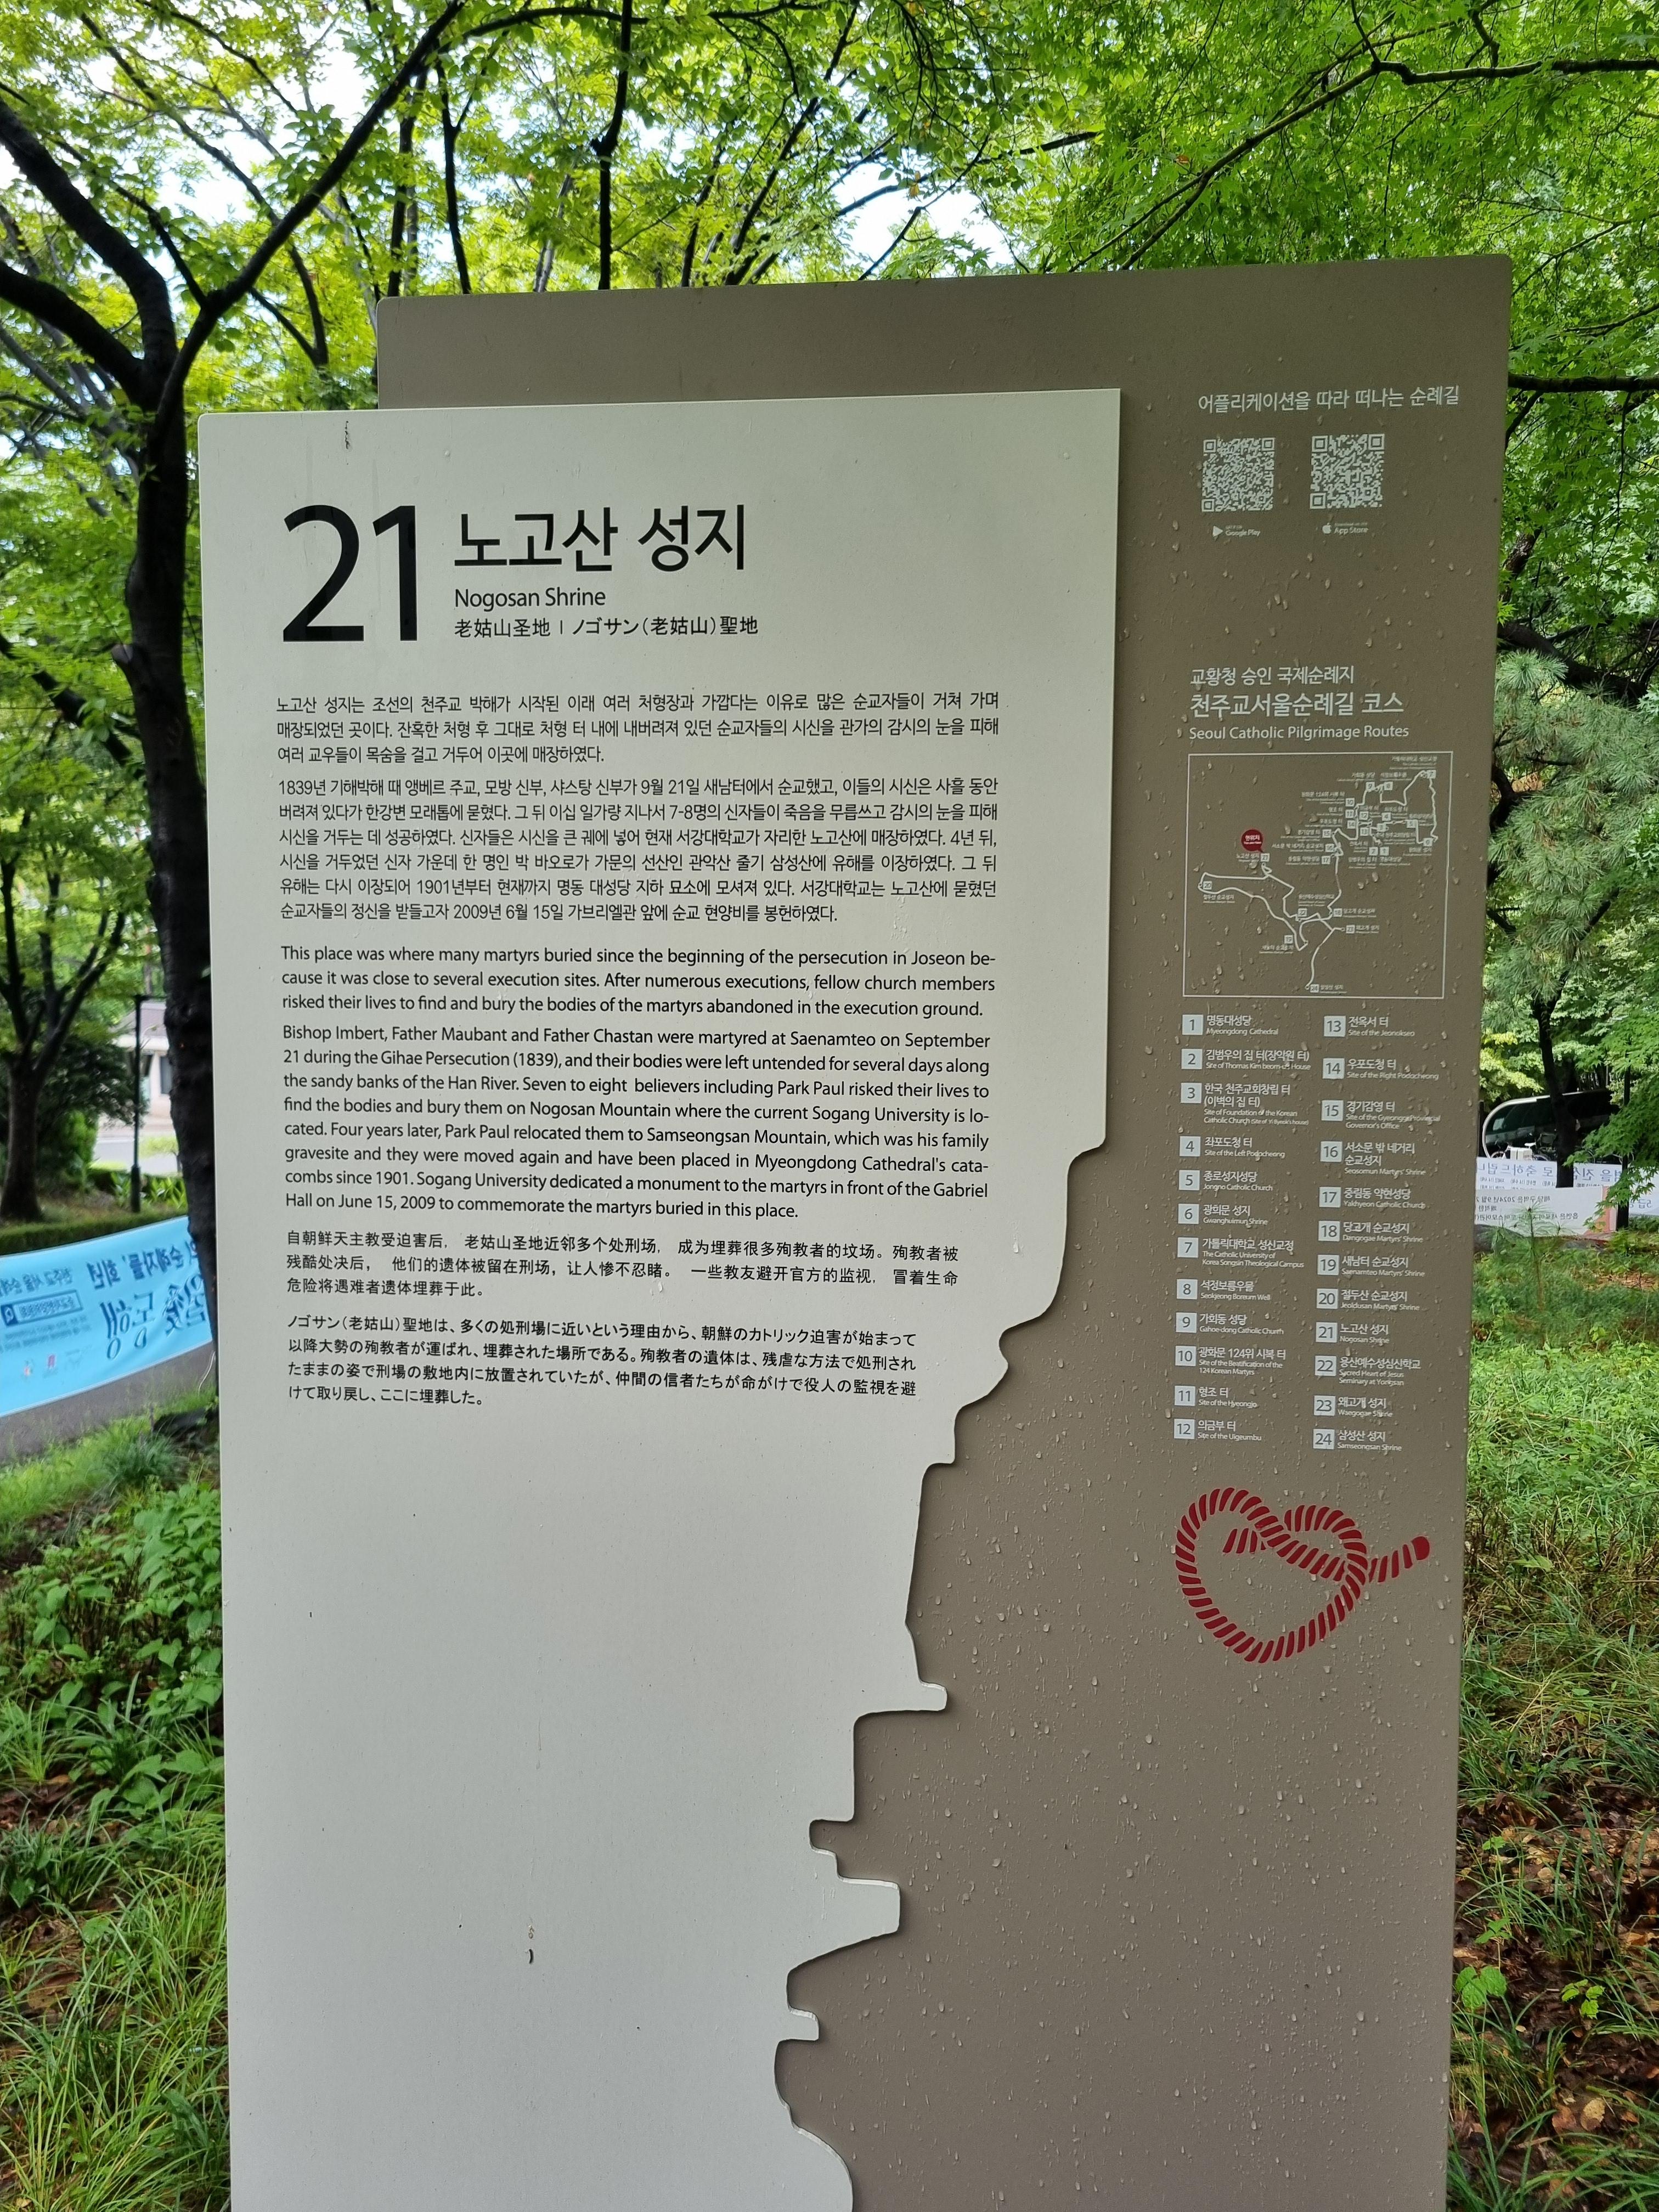 21
노고산 성지
Nogosan Shrine
老姑山圣地 | ノゴサン(老姑山)聖地
노고산 성지는 조선의 천주교 박해가 시작된 이래 여러 처형장과 가깝다는 이유로 많은 순교자들이 거쳐 가며
매장되었던 곳이다. 잔혹한 처형 후 그대로 처형 터 내에 내버려져 있던 순교자들의 시신을 관가의 감시의 눈을 피해
여러 교우들이 목숨을 걸고 거두어 이곳에 매장하였다.
1839년 기해박해 때 앵베르 주교, 모방 신부, 샤스탕 신부가 9월 21일 새남터에서 순교했고, 이들의 시신은 사흘 동안
버려져 있다가 한강변 모래톱에 묻혔다. 그 뒤 이십 일가량 지나서 7-8명의 신자들이 죽음을 무릅쓰고 감시의 눈을 피해
시신을 거두는 데 성공하였다. 신자들은 시신을 큰 궤에 넣어 현재 서강대학교가 자리한 노고산에 매장하였다. 4년 뒤,
시신을 거두었던 신자 가운데 한 명인 박 바오로가 가문의 선산인 관악산 줄기 삼성산에 유해를 이장하였다. 그 뒤
유해는 다시 이장되어 1901년부터 현재까지 명동 대성당 지하 묘소에 모셔져 있다. 서강대학교는 노고산에 묻혔던
순교자들의 정신을 받들고자 2009년 6월 15일 가브리엘관 앞에 순교 현양비를 봉헌하였다.
This place was where many martyrs buried since the beginning of the persecution in Joseon be-
cause it was close to several execution sites. After numerous executions, fellow church members
risked their lives to find and bury the bodies of the martyrs abandoned in the execution ground.
Bishop Imbert, Father Maubant and Father Chastan were martyred at Saenamteo on September
21 during the Gihae Persecution (1839), and their bodies were left untended for several days along
the sandy banks of the Han River. Seven to eight believers including Park Paul risked their lives to
find the bodies and bury them on Nogosan Mountain where the current Sogang University is lo-
cated. Four years later, Park Paul relocated them to Samseongsan Mountain, which was his family
gravesite and they were moved again and have been placed in Myeongdong Cathedral's cata-
combs since 1901. Sogang University dedicated a monument to the martyrs in front of the Gabriel
Hall on June 15, 2009 to commemorate the martyrs buried in this place.
自朝鲜天主教受迫害后, 老姑山圣地近邻多个处刑场, 成为埋葬很多殉教者的坟场。殉教者被
残酷处决后, 他们的遗体被留在刑场, 让人惨不忍睹。 一些教友避开官方的监视, 冒着生命
危险将遇难者遗体埋葬于此。
ノゴサン(老姑山)聖地は、多くの処刑場に近いという理由から、朝鮮のカトリック迫害が始まって
以降大勢の殉教者が運ばれ、埋葬された場所である。殉教者の遺体は、残虐な方法で処刑され
たままの姿で刑場の敷地内に放置されていたが、仲間の信者たちが命がけで役人の監視を避
けて取り戻し、ここに埋葬した。
어플리케이션을 따라 떠나는 순례길
Google Play
App Store
교황청 승인 국제순례지
천주교서울순례길 코스
Seoul Catholic Pilgrimage Routes
1 명동대성당
Myeongdong Cathedral
2 김범우의 집 터(장악원 터)
Site of Thomas Kim beom-u's House
3 한국 천주교회창립 터
(이벽의 집 터)
Site of Foundation of the Korean
Catholic Church (Site of Yi Byeok's house)
4 좌포도청 터
Site of the Left Podocheong
5 종로성지성당
Jongno Catholic Church
6 광희문 성지
Gwanghuimun Shrine
7 가톨릭대학교 성신교정
The Catholic University of
Korea Songsin Theological Campus
8 석정보름우물
Seokjeong Boreum Well
9 가회동 성당
Gahoe-dong Catholic Church
10 광화문 124위 시복 터
Site of the Beatification of the
124 Korean Martyrs
11 형조 터
Site of the Hyeongjo
12 의금부 터
Site of the Uigeumbu
13 전옥서 터
Site of the Jeonokseo
14 우포도청 터
Site of the Right Podocheong
15 경기감영 터
Site of the Gyeonggi Provincial
Governor's Office
16 서소문 밖 네거리
순교성지
Seosomun Martyrs' Shrine
17 중림동 약현성당
Yakhyeon Catholic Church
18 당고개 순교성지
Danggogae Martyrs' Shrine
19 새남터 순교성지
Saenamteo Martyrs' Shrine
20 절두산 순교성지
Jeoldusan Martyrs' Shrine
21 노고산 성지
Nogosan Shrine
22 용산예수성심신학교
Sacred Heart of Jesus
Seminary at Yongsan
23 왜고개 성지
Waegogae Shrine
24 삼성산 성지
Samseongsan Shrine